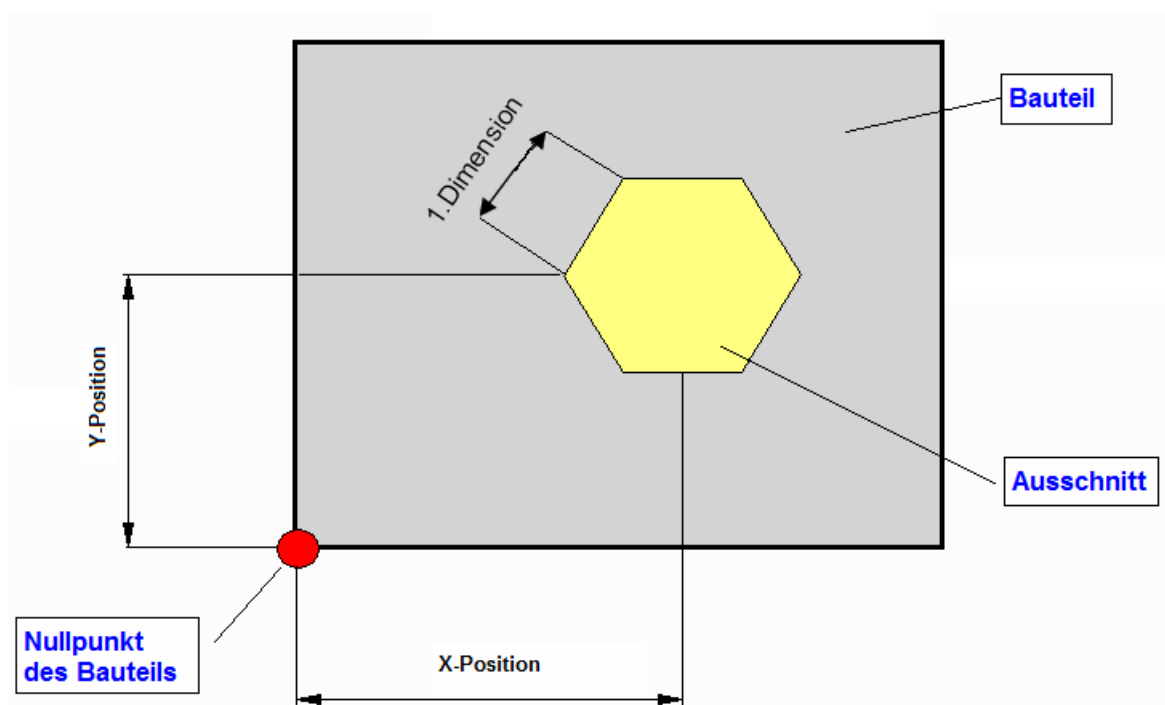 Bauteil
1.Dimension
Y-Position
Ausschnitt
Nullpunkt
des Bauteils
X-Position